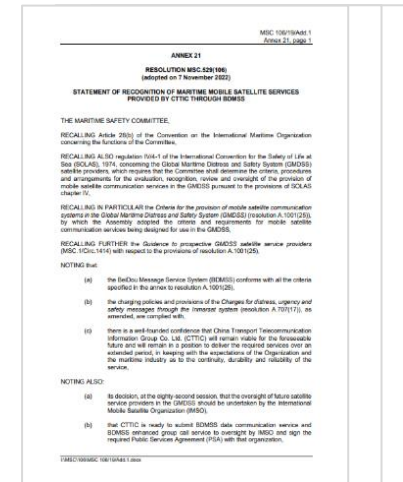 MSC 106/19/Add.1
Annex 21, page 1
ANNEX 21
RESOLUTION MSC.529(106)
(adopted on 7 November 2022)
STATEMENT OF RECOGNITION OF MARITIME MOBILE SATELLITE SERVICES
PROVIDED BY CTTIC THROUGH BDMSS
THE MARITIME SAFETY COMMITTEE,
RECALLING Article 28(b) of the Convention on the International Maritime Organization
concerning the functions of the Committee,
RECALLING ALSO regulation IV/4-1 of the International Convention for the Safety of Life at
Sea (SOLAS), 1974, concerning the Global Maritime Distress and Safety System (GMDSS)
satellite providers, which requires that the Committee shall determine the criteria, procedures
and arrangements for the evaluation, recognition, review and oversight of the provision of
mobile satellite communication services in the GMDSS pursuant to the provisions of SOLAS
chapter IV,
RECALLING IN PARTICULAR the Criteria for the provision of mobile satellite communication
systems in the Global Maritime Distress and Safety System (GMDSS) (resolution A.1001(25)),
by which the Assembly adopted the criteria and requirements for mobile satellite
communication services being designed for use in the GMDSS,
RECALLING FURTHER the Guidance to prospective GMDSS satellite service providers
(MSC.1/Circ.1414) with respect to the provisions of resolution A.1001(25),
NOTING that:
(a) the BeiDou Message Service System (BDMSS) conforms with all the criteria
specified in the annex to resolution A.1001(25),
(b) the charging policies and provisions of the Charges for distress, urgency and
safety messages through the Inmarsat system (resolution A.707(17)), as
amended, are complied with,
(c) there is a well-founded confidence that China Transport Telecommunication
Information Group Co. Ltd. (CTTIC) will remain viable for the foreseeable
future and will remain in a position to deliver the required services over an
extended period, in keeping with the expectations of the Organization and
the maritime industry as to the continuity, durability and reliability of the
service,
NOTING ALSO:
(a) its decision, at the eighty-second session, that the oversight of future satellite
service providers in the GMDSS should be undertaken by the International
Mobile Satellite Organization (IMSO),
(b) that CTTIC is ready to submit BDMSS data communication service and
BDMSS enhanced group call service to oversight by IMSO and sign the
required Public Services Agreement (PSA) with that organization,